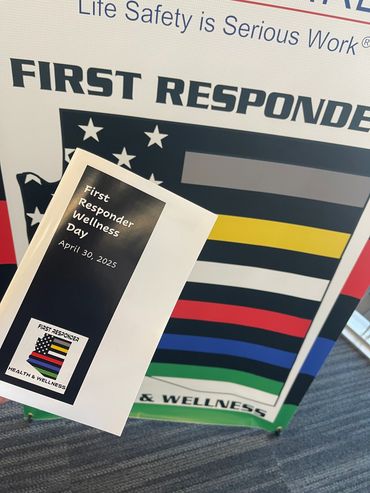 Life Safety is Serious Work®
FIRST RESPONDE
First
Responder
Wellness
Day
April 30, 2025
FIRST RESPONDER
HEALTH & WELLNESS
& WELLNESS